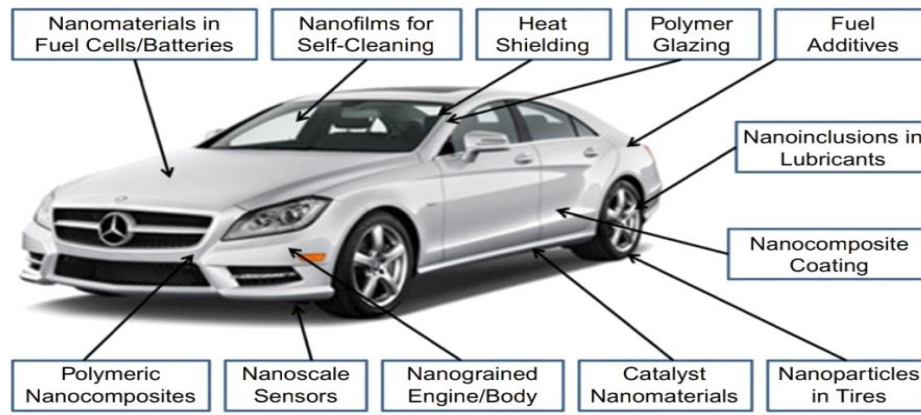 Nanomaterials in
Fuel Cells/Batteries
Nanofilms for
Self-Cleaning
Heat
Shielding
Polymer
Glazing
Fuel
Additives
Nanoinclusions in
Lubricants
Nanocomposite
Coating
Polymeric
Nanocomposites
Nanoscale
Sensors
Nanograined
Engine/Body
Catalyst
Nanomaterials
Nanoparticles
in Tires